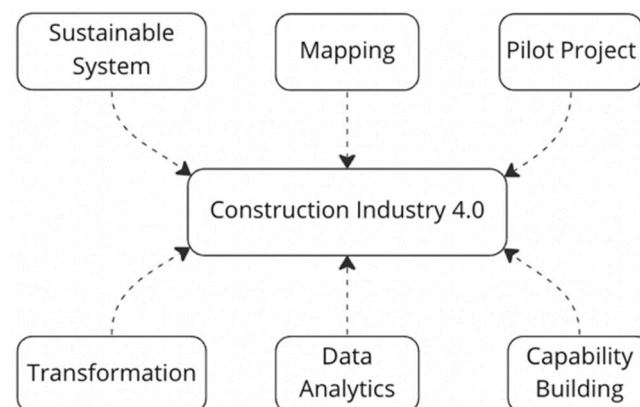 Sustainable
System
Mapping
Pilot Project
Construction Industry 4.0
Transformation
Data
Analytics
Capability
Building